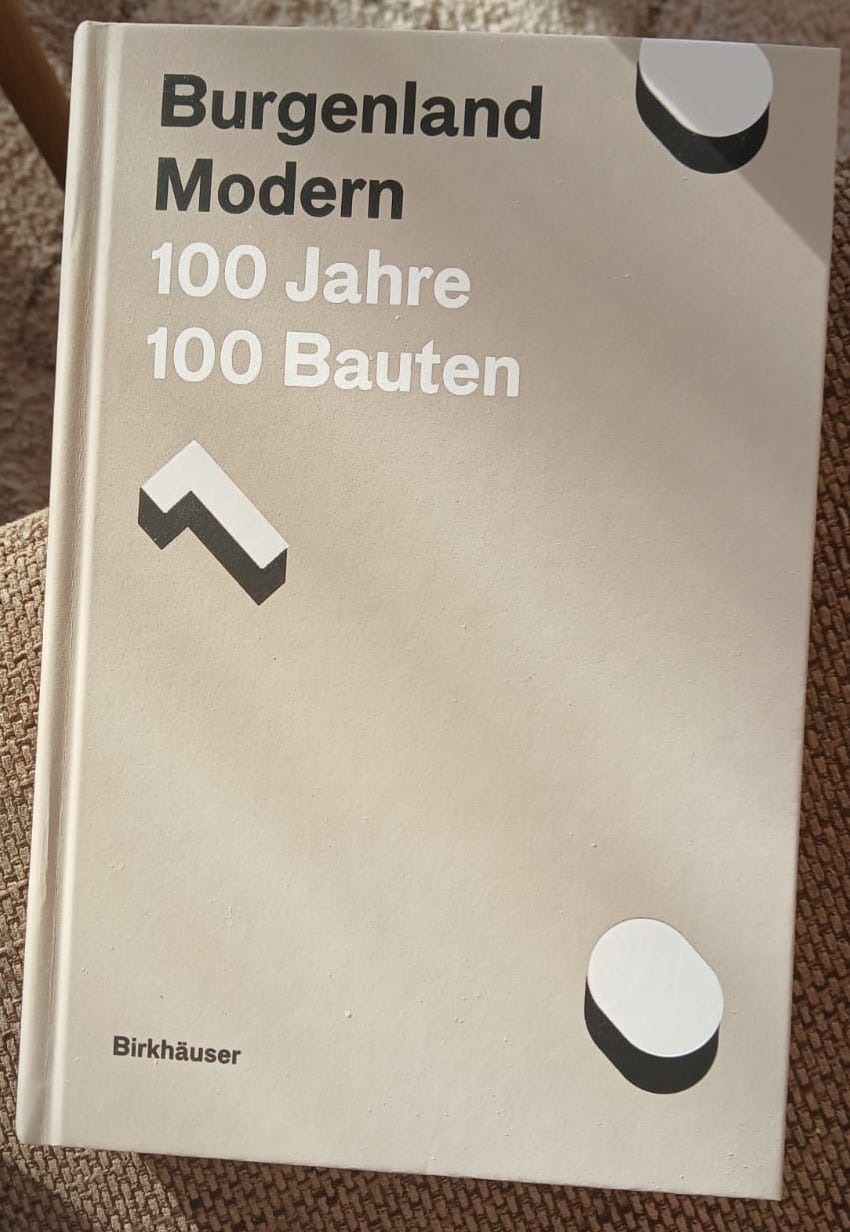 Burgenland
Modern
100 Jahre
100 Bauten
Birkhäuser